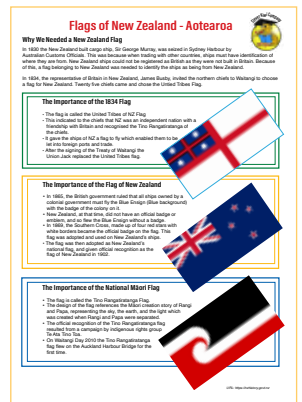 Flags of New Zealand - Aotearoa
Why We Needed a New Zealand Flag
In 1830 the New Zealand built cargo ship, Sir George Murray, was seized in Sydney Harbour by
Australian Customs Officials. This was because when trading with other countries, ships must have identification of
where they are from. New Zealand ships could not be registered as British as they were not built in Britain. Because
of this, a flag belonging to New Zealand was needed to identify the ships as being from New Zealand.
In 1834, the representative of Britain in New Zealand, James Busby, invited the northern chiefs to Waitangi to choose
a flag for New Zealand. Twenty five chiefs came and chose the United Tribes Flag.
The Importance of the 1834 Flag
- The flag is called the United Tribes of NZ Flag.
- This indicated to the chiefs that NZ was an independent nation with a
friendship with Britain and recognised the Tino Rangatiratanga of
the chiefs.
- It gave the ships of NZ a flag to fly which enabled them to be
let into foreign ports and trade.
- After the signing of the Treaty of Waitangi the
Union Jack replaced the United Tribes flag.
The Importance of the Flag of New Zealand
• In 1865, the British government ruled that all ships owned by a
colonial government must fly the Blue Ensign (Blue background)
with the badge of the colony on it.
• New Zealand, at that time, did not have an official badge or
emblem, and so flew the Blue Ensign without a badge.
• In 1869, the Southern Cross, made up of four red stars with
white borders became the official badge on the flag. This
flag was adopted and used on New Zealand's ships.
• The flag was then adopted as New Zealand's
national flag, and given official recognition as the
flag of New Zealand in 1902.
The Importance of the National Māori Flag
• The flag is called the Tino Rangatiratanga Flag.
• The design of the flag references the Māori creation story of Rangi
and Papa, representing the sky, the earth, and the light which
was created when Rangi and Papa were separated.
• The official recognition of the Tino Rangatiratanga flag
resulted from a campaign by indigenous rights group
Te Ata Tino Toa.
• On Waitangi Day 2010 the Tino Rangatiratanga
flag flew on the Auckland Harbour Bridge for the
first time.